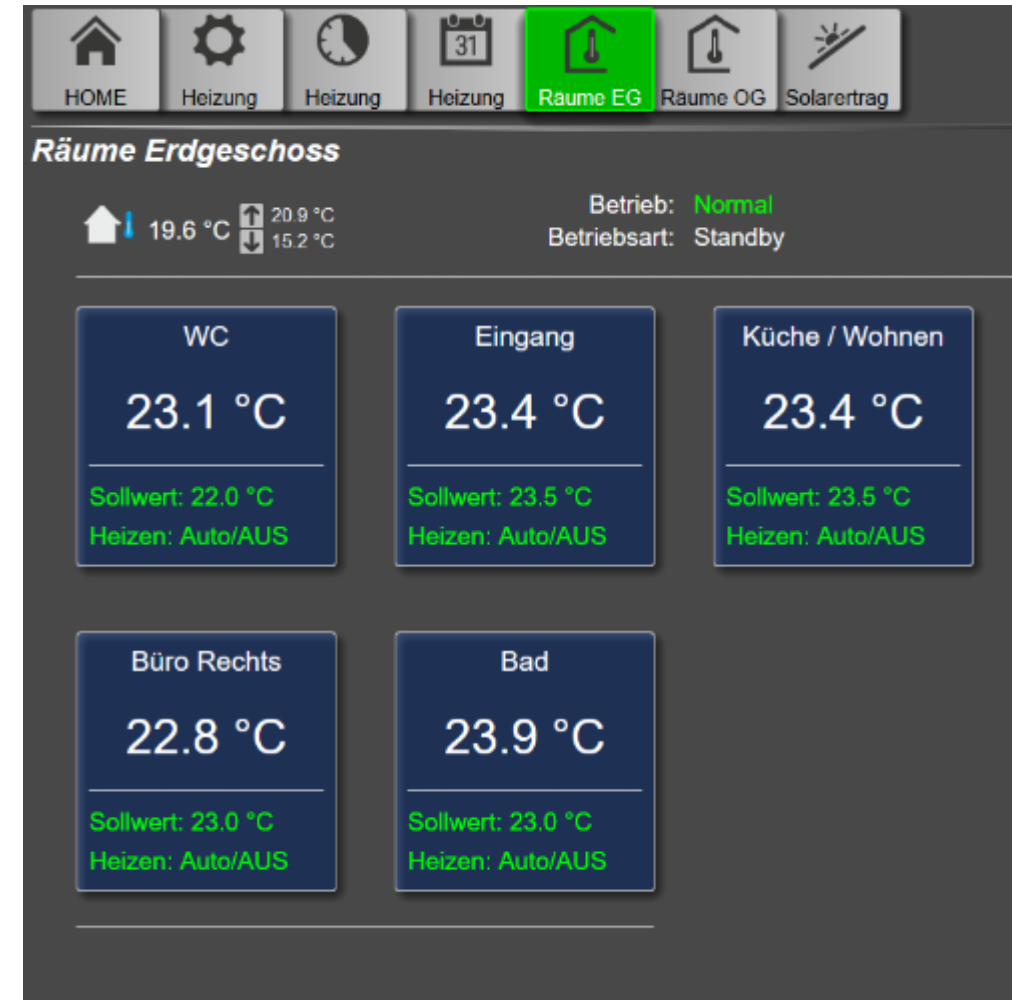 31
HOME Heizung Heizung Heizung Räume EG Räume OG Solarertrag
Räume Erdgeschoss
19.6 °C 20.9 °C
15.2 °C
Betrieb: Normal
Betriebsart: Standby
WC
23.1 °C
Sollwert: 22.0 °C
Heizen: Auto/AUS
Eingang
23.4 °C
Sollwert: 23.5 °C
Heizen: Auto/AUS
Küche / Wohnen
23.4 °C
Sollwert: 23.5 °C
Heizen: Auto/AUS
Büro Rechts
22.8 °C
Sollwert: 23.0 °C
Heizen: Auto/AUS
Bad
23.9 °C
Sollwert: 23.0 °C
Heizen: Auto/AUS